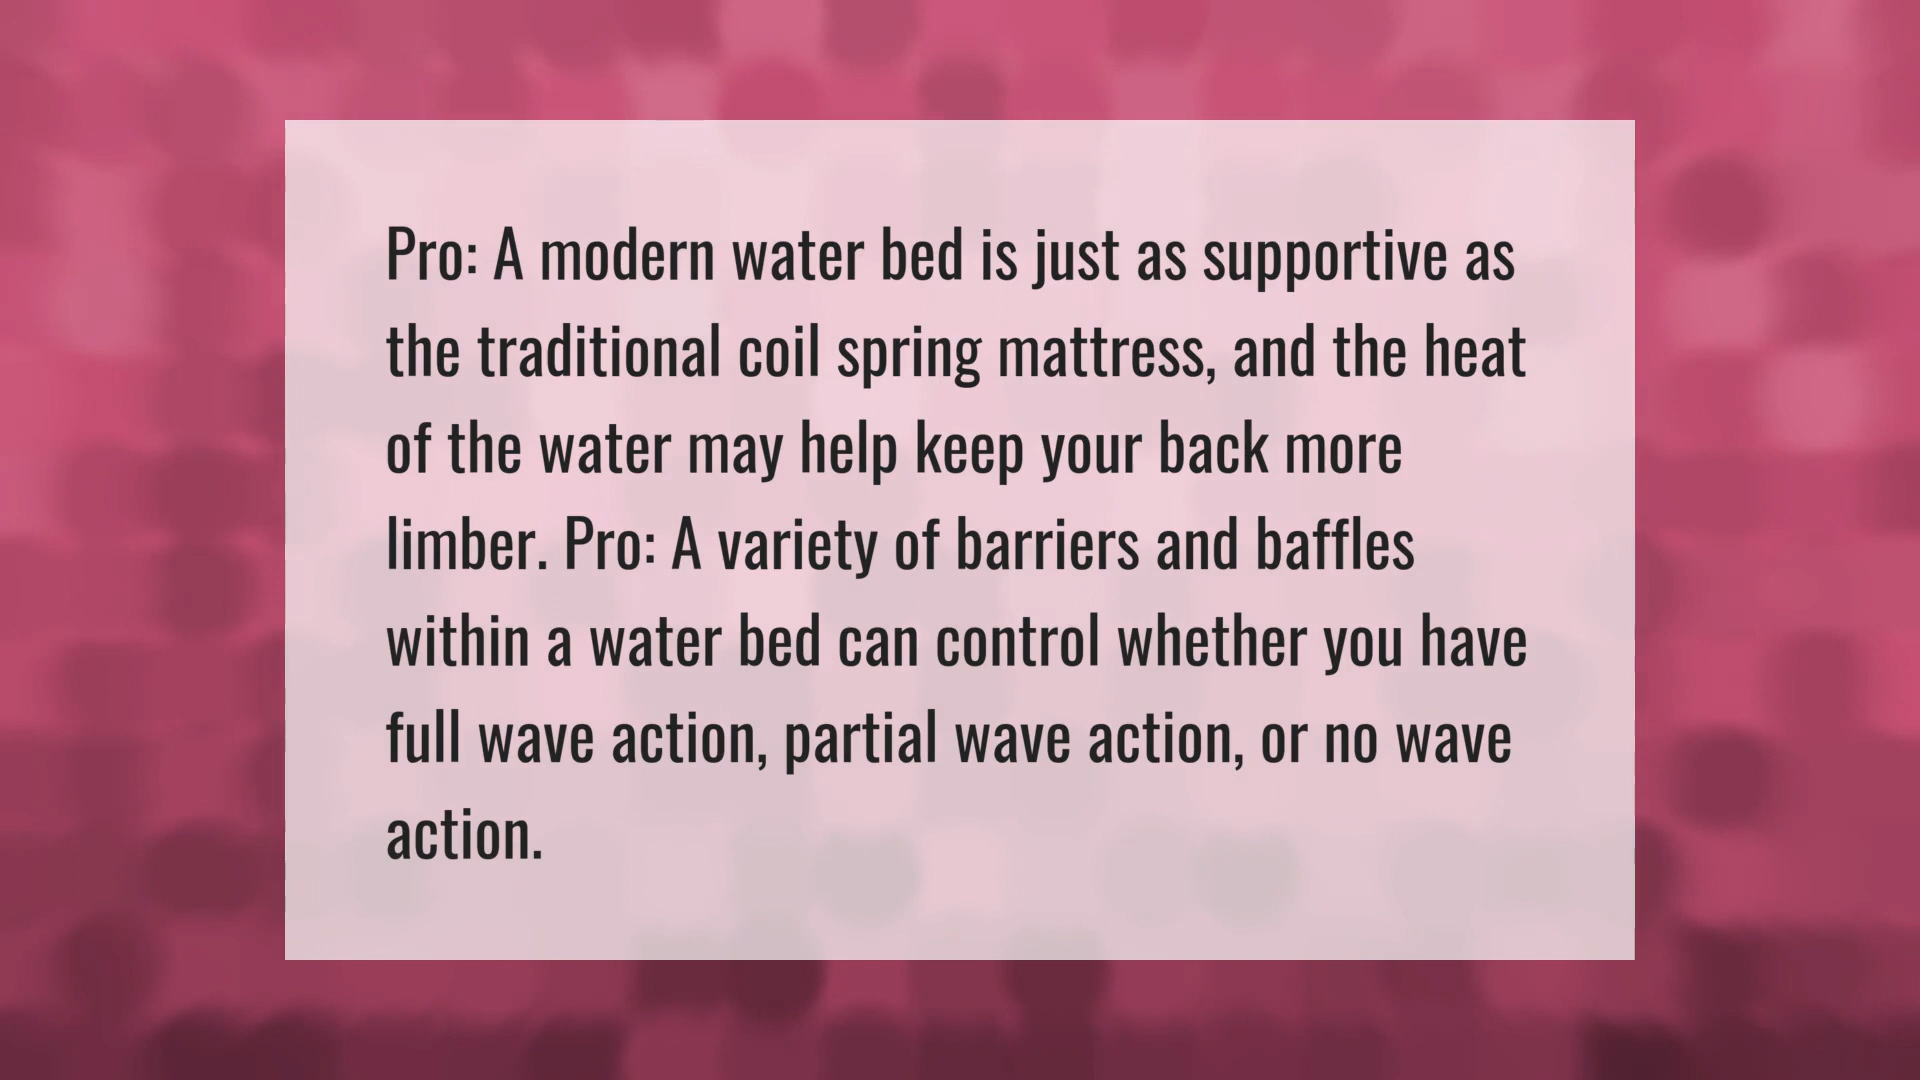 Pro: A modern water bed is just as supportive as
the traditional coil spring mattress, and the heat
of the water may help keep your back more
limber. Pro: A variety of barriers and baffles
within a water bed can control whether you have
full wave action, partial wave action, or no wave
action.